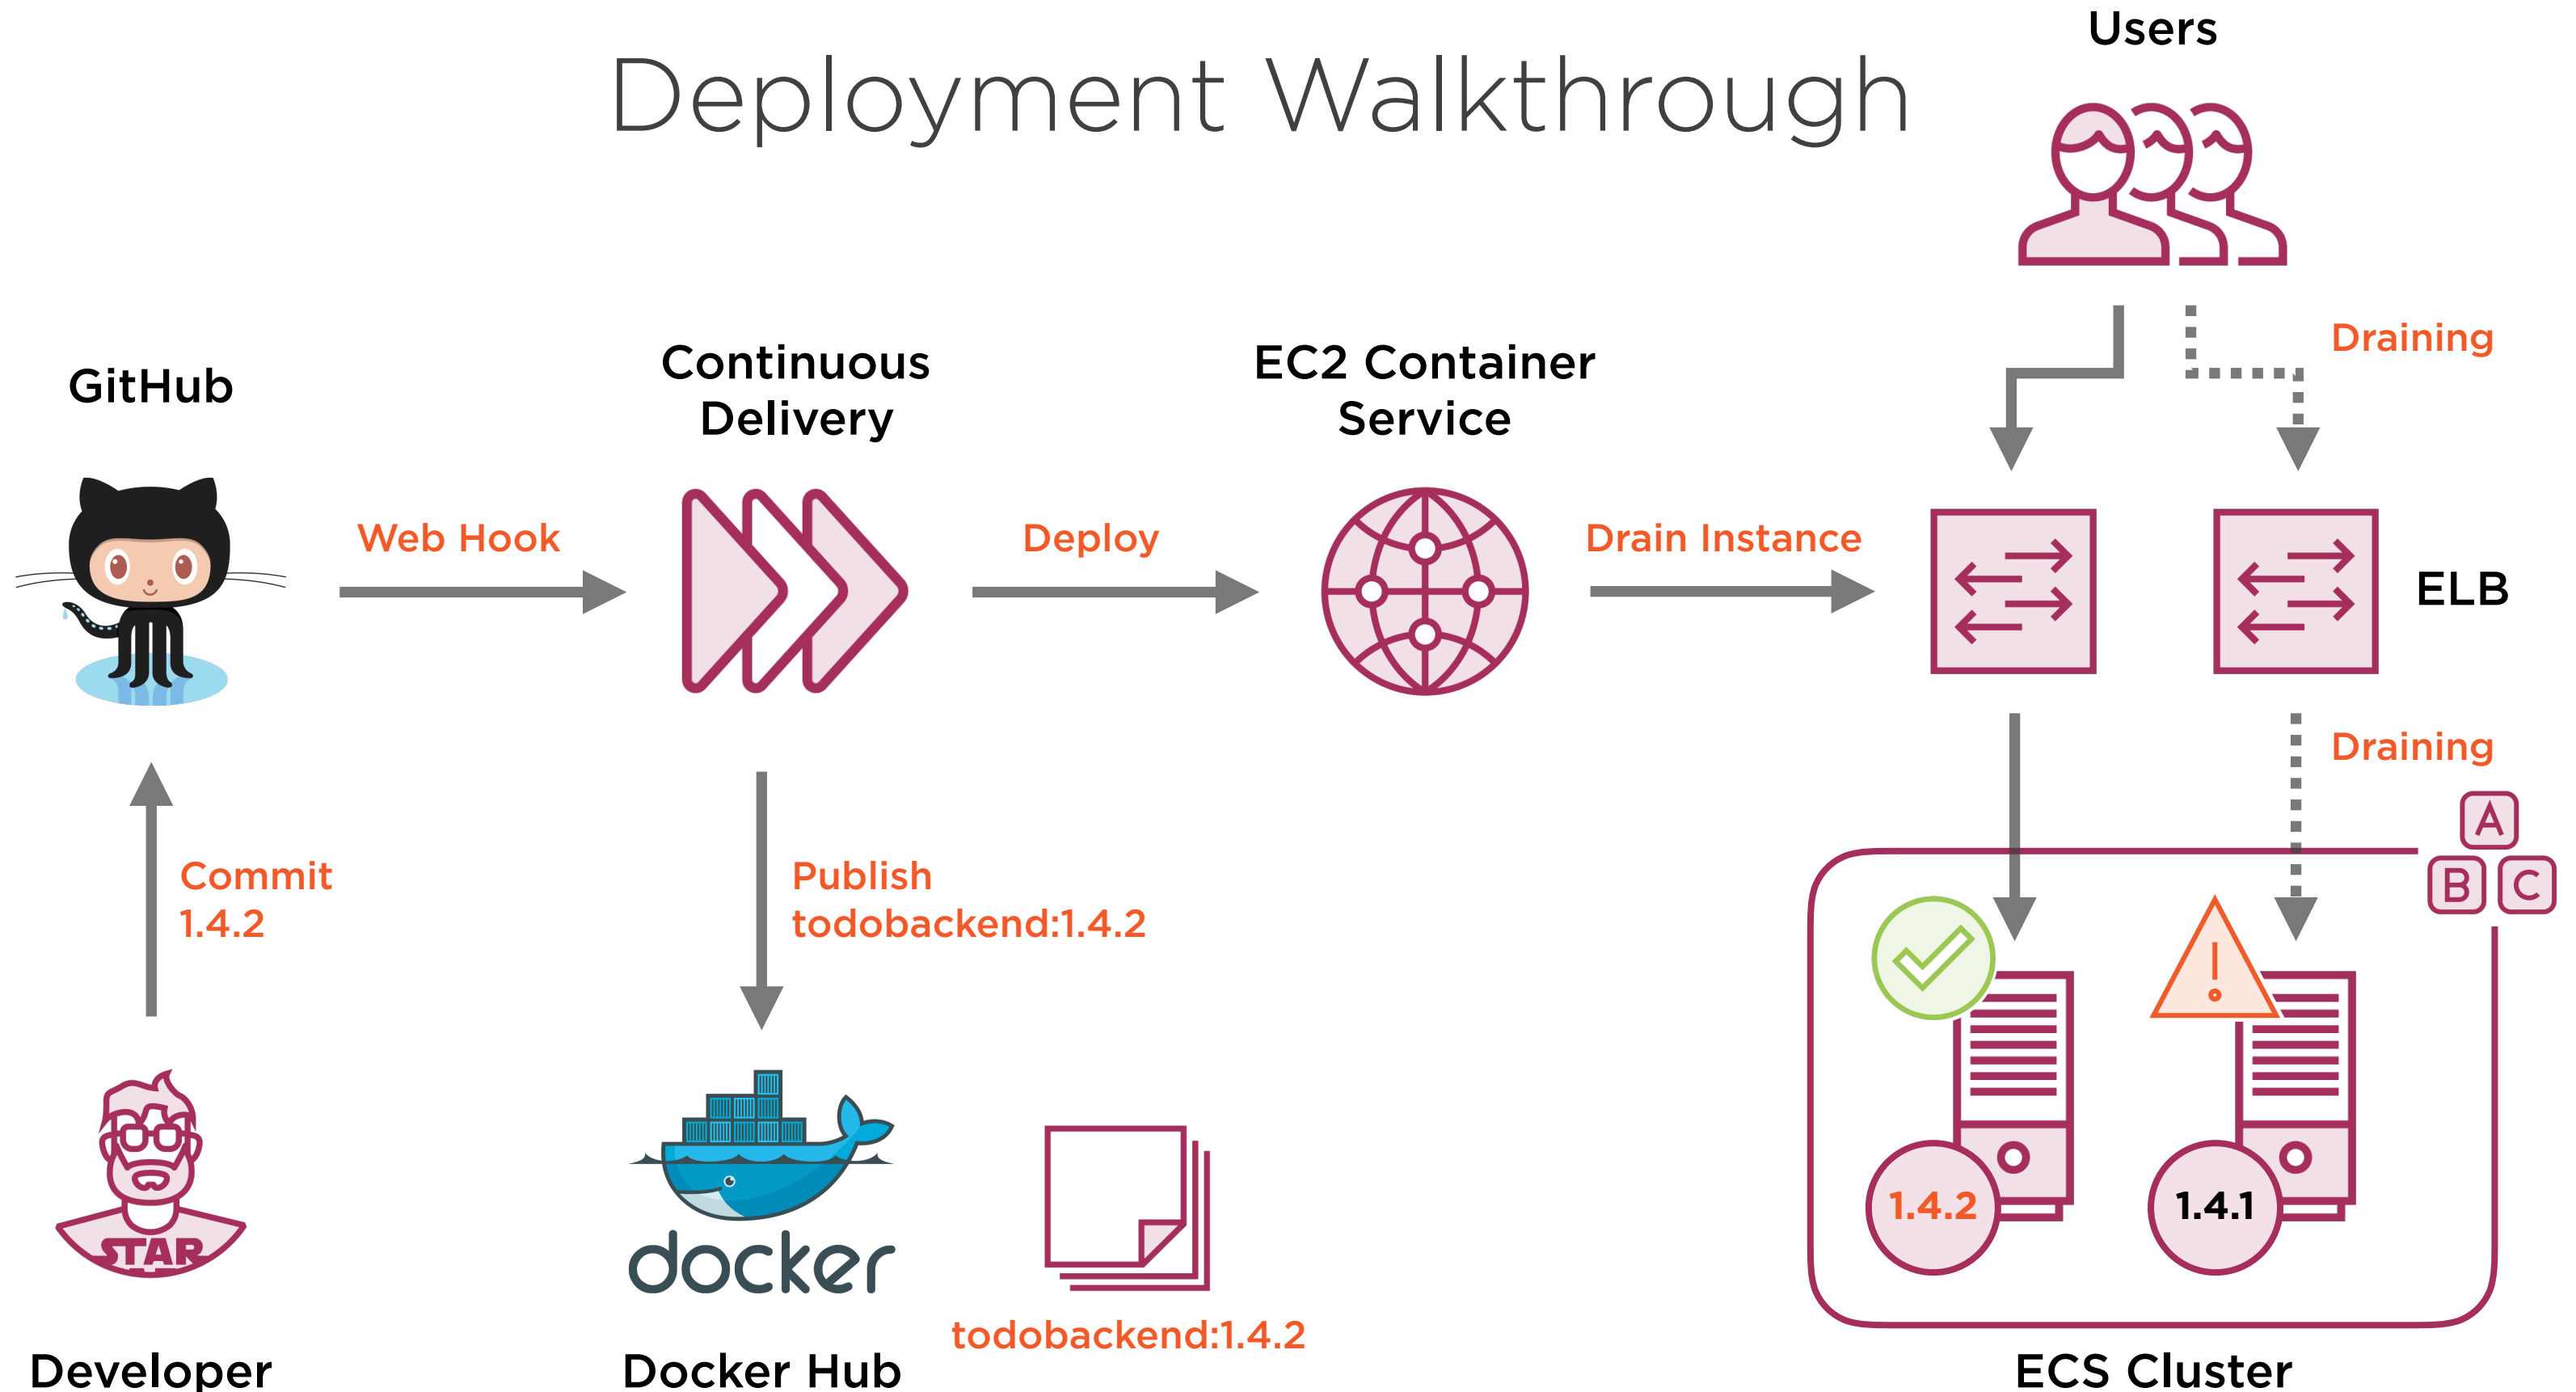 Users
Deployment Walkthrough
Draining
GitHub
Continuous
Delivery
EC2 Container
Service
Web Hook
Deploy
Drain Instance
ELB
Draining
A
B
C
Commit
1.4.2
Publish
todobackend:1.4.2
1.4.2
1.4.1
STAR
docker
todobackend:1.4.2
Developer
Docker Hub
ECS Cluster